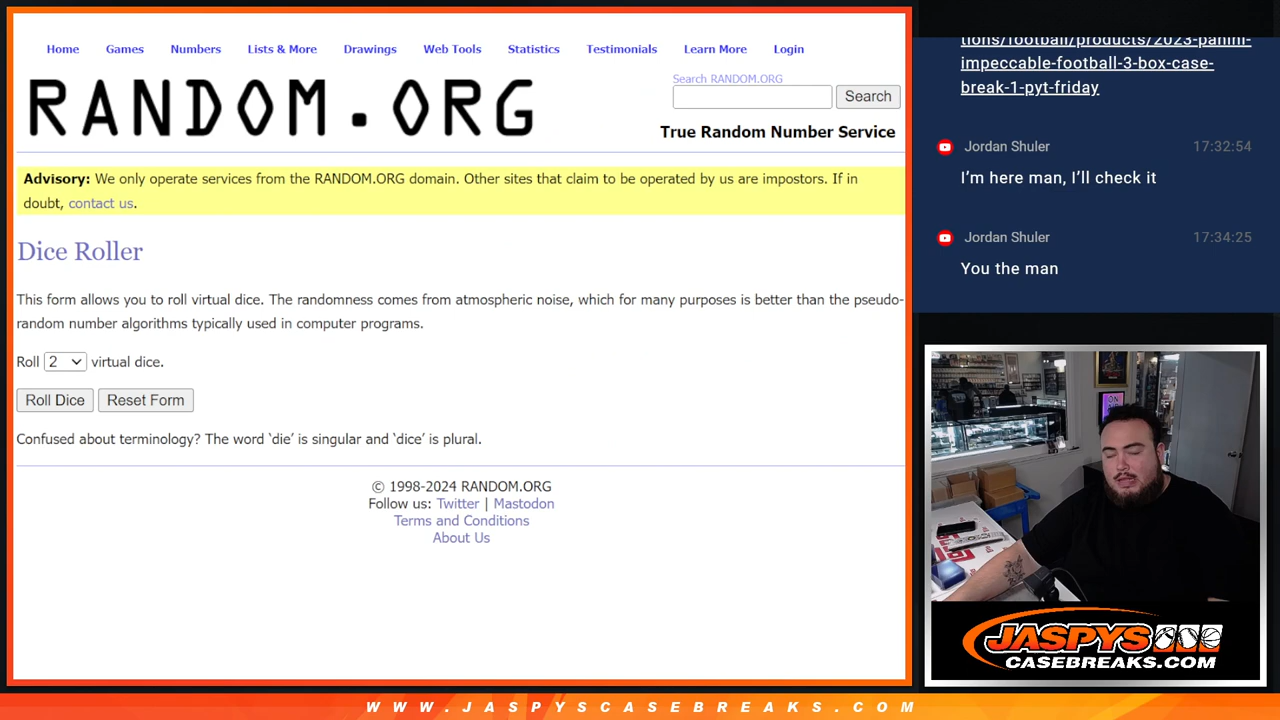 Home Games Numbers Lists & More Drawings Web Tools Statistics Testimonials Learn More Login
RANDOM.ORG
Search RANDOM.ORG
Search
True Random Number Service
Advisory: We only operate services from the RANDOM.ORG domain. Other sites that claim to be operated by us are impostors. If in
doubt, contact us.
Dice Roller
This form allows you to roll virtual dice. The randomness comes from atmospheric noise, which for many purposes is better than the pseudo-
random number algorithms typically used in computer programs.
Roll 2 virtual dice.
Roll Dice Reset Form
Confused about terminology? The word ‘die’ is singular and ‘dice’ is plural.
© 1998-2024 RANDOM.ORG
Follow us: Twitter | Mastodon
Terms and Conditions
About Us
tions/football/products/2023-panini-
impeccable-football-3-box-case-
break-1-pyt-friday
Jordan Shuler 17:32:54
I’m here man, I’ll check it
Jordan Shuler 17:34:25
You the man
JASPYS
CASEBREAKS.COM
WWW.JASPYSCASEBREAKS.COM